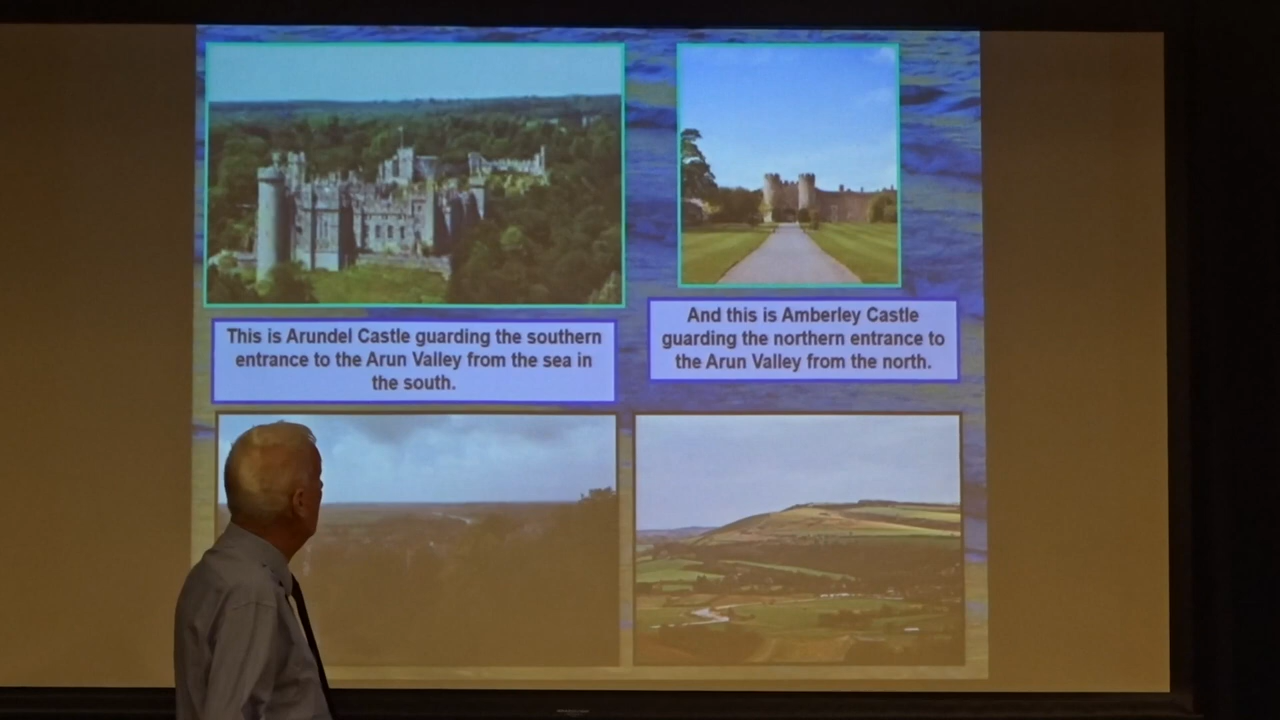 This is Arundel Castle guarding the southern
entrance to the Arun Valley from the sea in
the south.
And this is Amberley Castle
guarding the northern entrance to
the Arun Valley from the north.